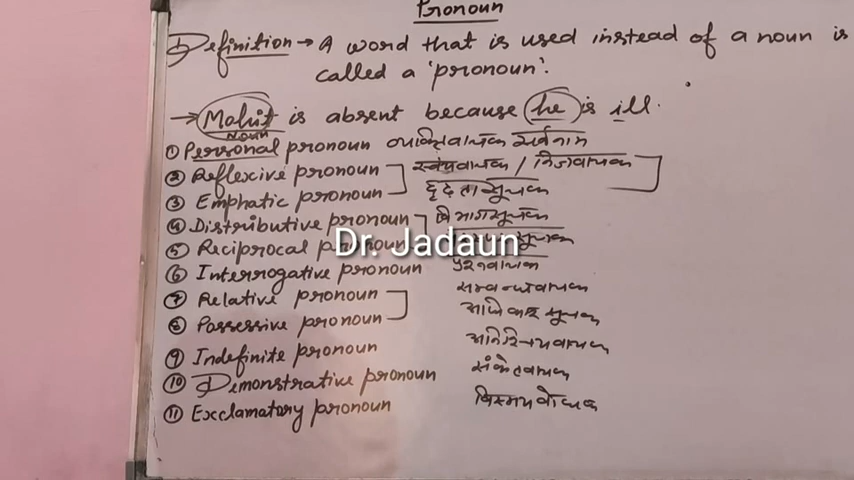 Pronoun
Definition → A word that is used instead of a noun is
called a 'pronoun'.
→ Mohit is absent because he is ill.
Noun
① Personal pronoun व्यक्तिवाचक सर्वनाम
② Reflexive pronoun स्वंयवाचक / निजवाचक
③ Emphatic pronoun दृढ़ता सूचक
④ Distributive pronoun विभागसूचक
⑤ Reciprocal pronoun
Dr. Jadaun
⑥ Interrogative pronoun प्रश्नवाचक
⑦ Relative pronoun सम्बन्धवाचक
⑧ Possessive pronoun अधिकार सूचक
⑨ Indefinite pronoun अनिश्चयवाचक
⑩ Demonstrative pronoun संकेतवाचक
⑪ Exclamatory pronoun विस्मयबोधक